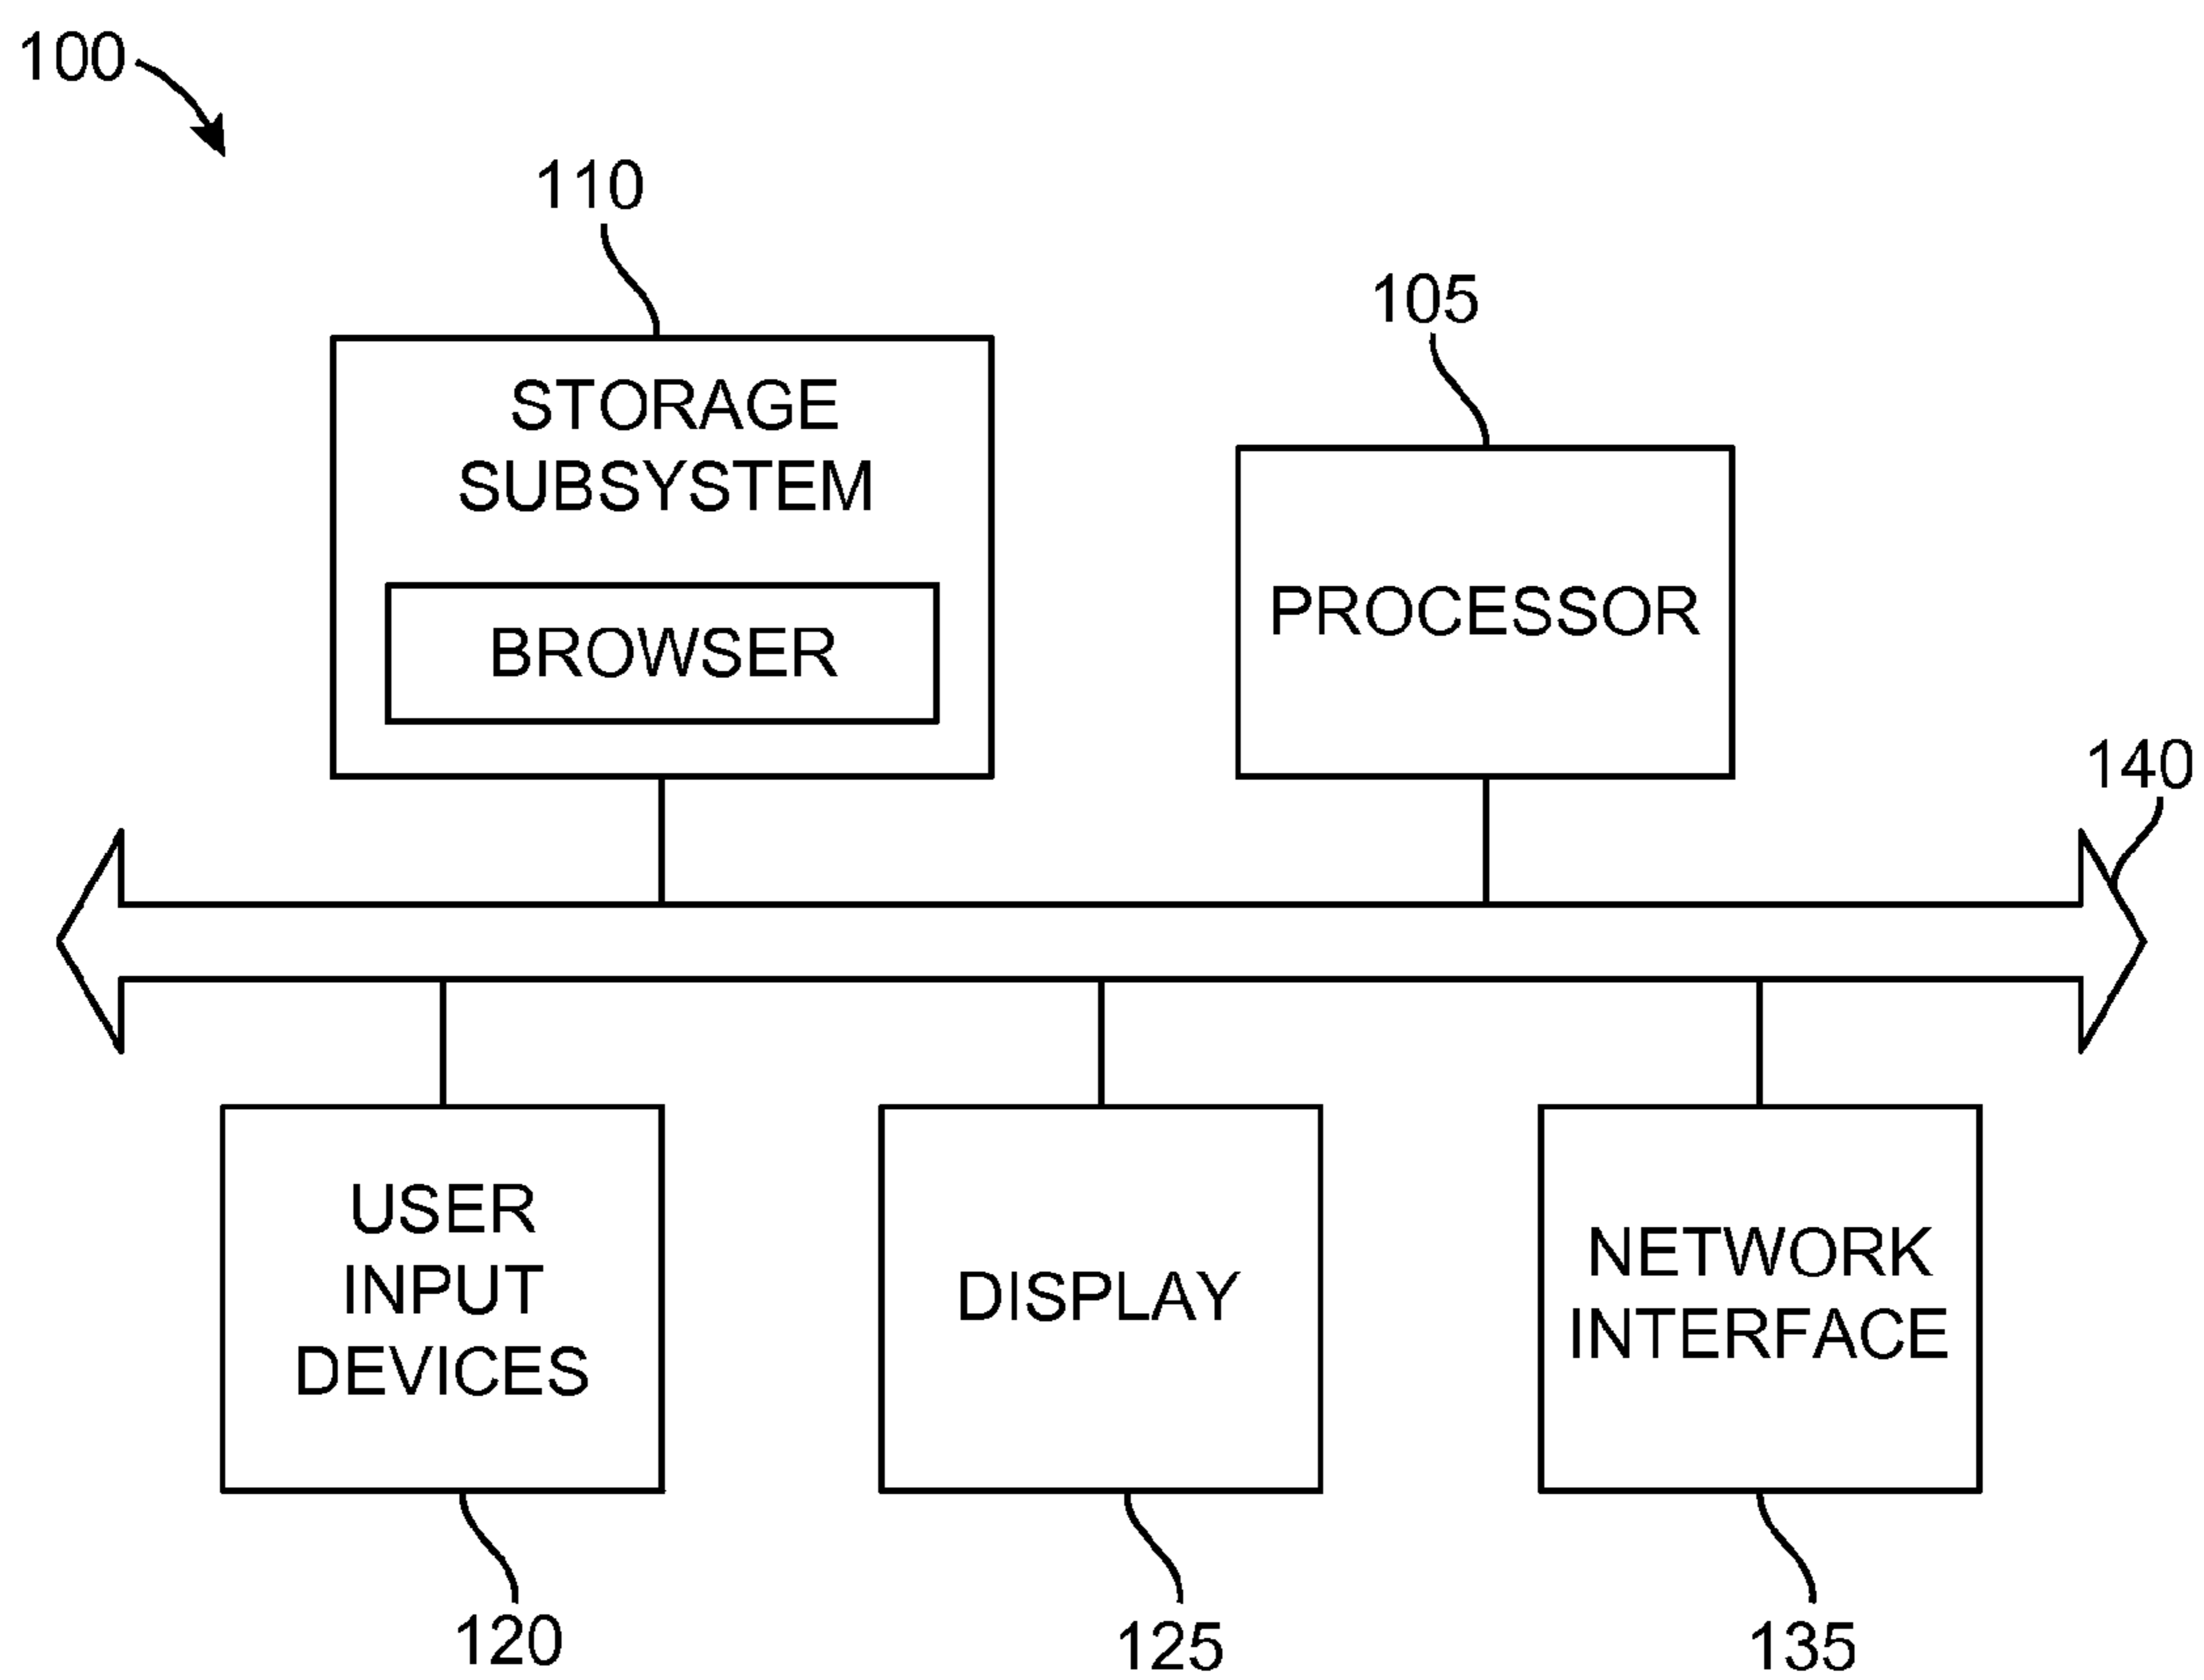 100
110
105
STORAGE
SUBSYSTEM
BROWSER
PROCESSOR
140
USER
INPUT
DEVICES
DISPLAY
NETWORK
INTERFACE
120
125
135